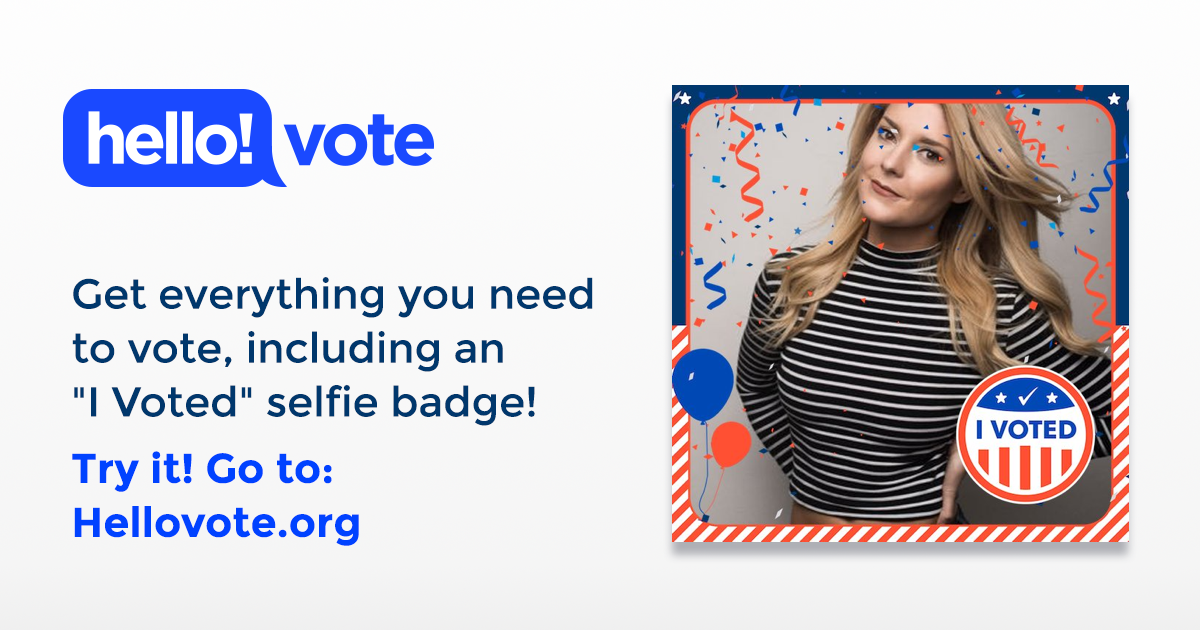 hello! vote
Get everything you need
to vote, including an
"I Voted" selfie badge!
Try it! Go to:
Hellovote.org
I VOTED